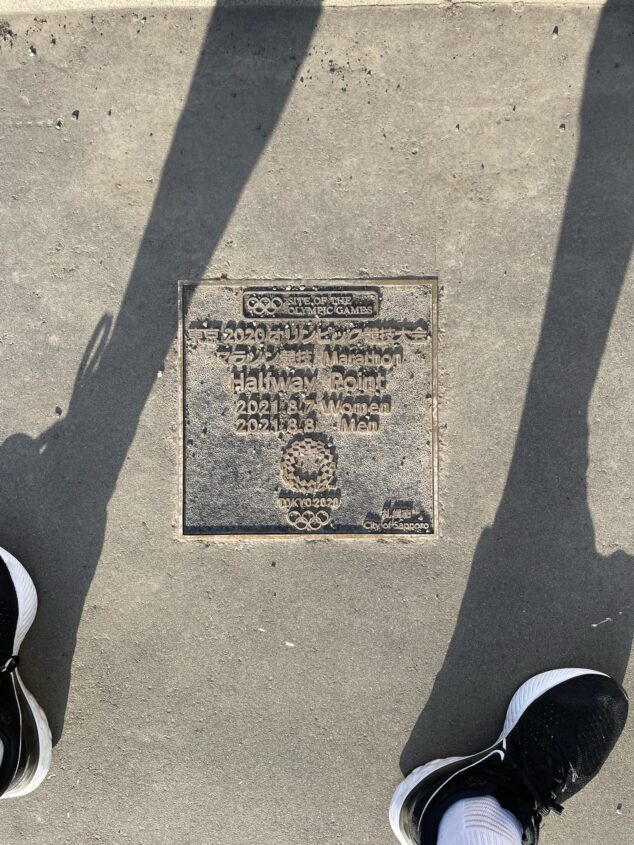 SITE OF THE
OLYMPIC GAMES
東京2020オリンピック競技大会
マラソン競技 Marathon
Halfway Point
2021.8.7 Women
2021.8.8 Men
TOKYO 2020
札幌市
City of Sapporo